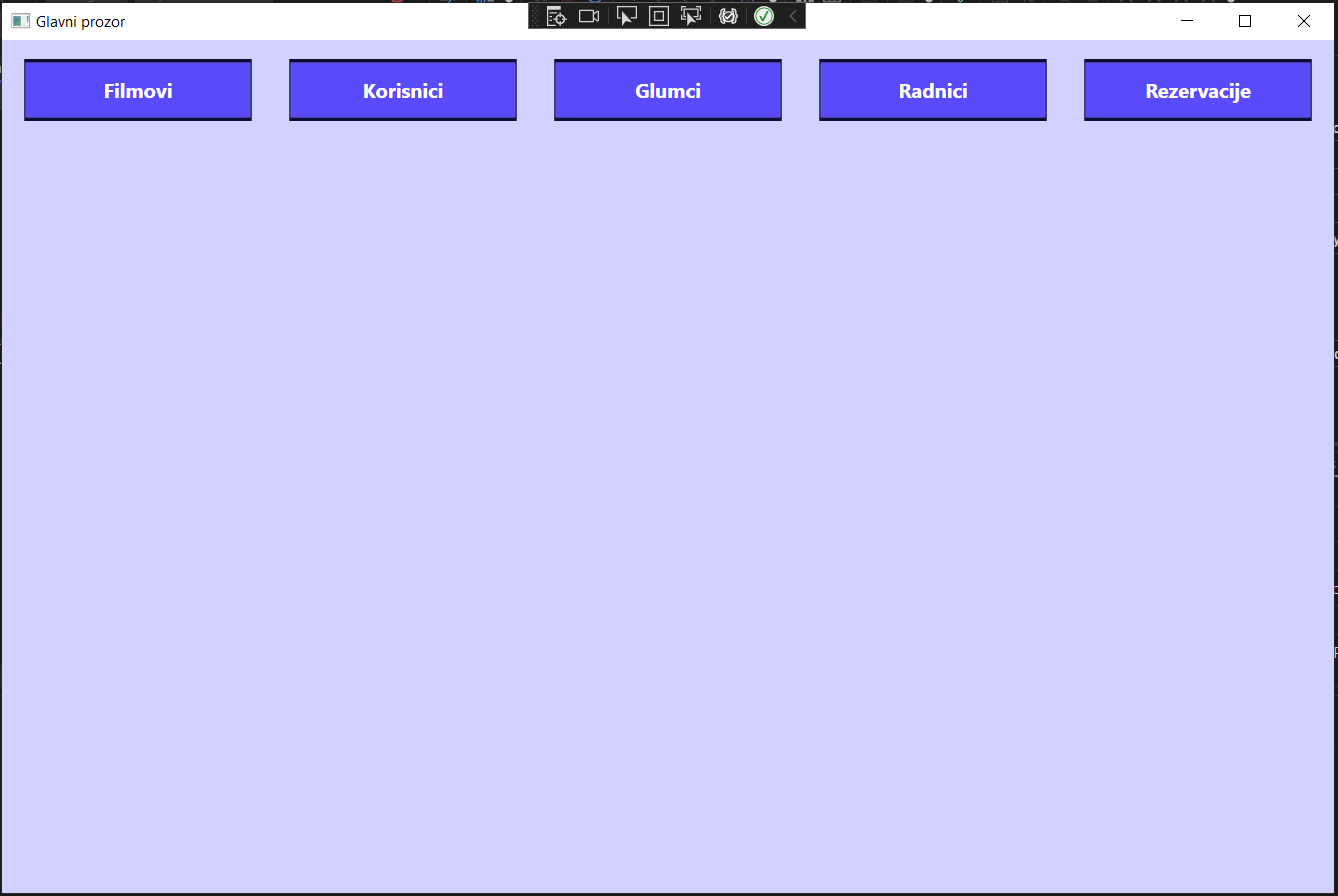 Glavni prozor
Filmovi
Korisnici
Glumci
Radnici
Rezervacije